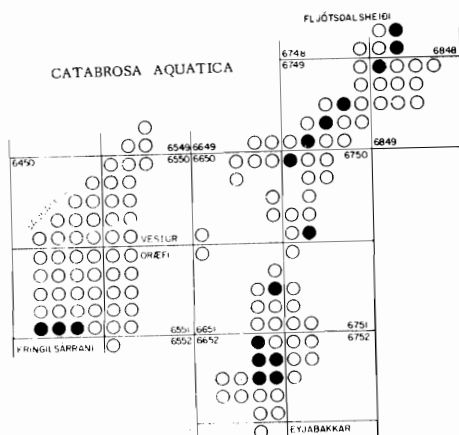 FLJÓTSDALSHEIÐI
6748 6848
6749
CATABROSA AQUATICA
6849
6549 6649
6450 6550 6650 6750
VESTUR
ÖRÆFI
6551 6651 6751
KRINGILSÁRRANI 6552 6652 6752
EYJABAKKAR